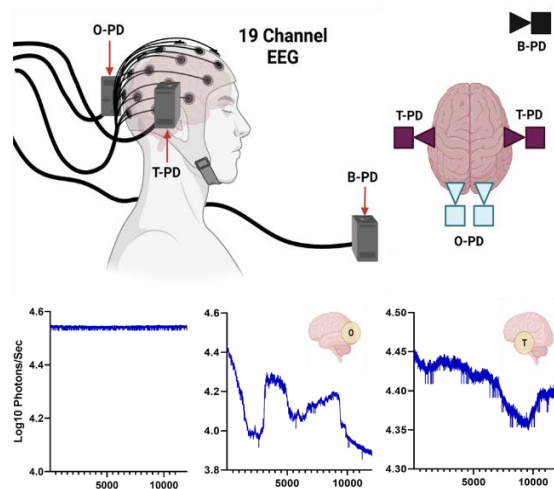 O-PD
19 Channel
EEG
B-PD
T-PD
T-PD
T-PD
B-PD
O-PD
Log10 Photons/Sec
4.6
4.4
4.2
4.0
5000
10000
O
4.6
4.4
4.2
4.0
3.8
5000
10000
T
4.50
4.45
4.40
4.35
4.30
5000
10000